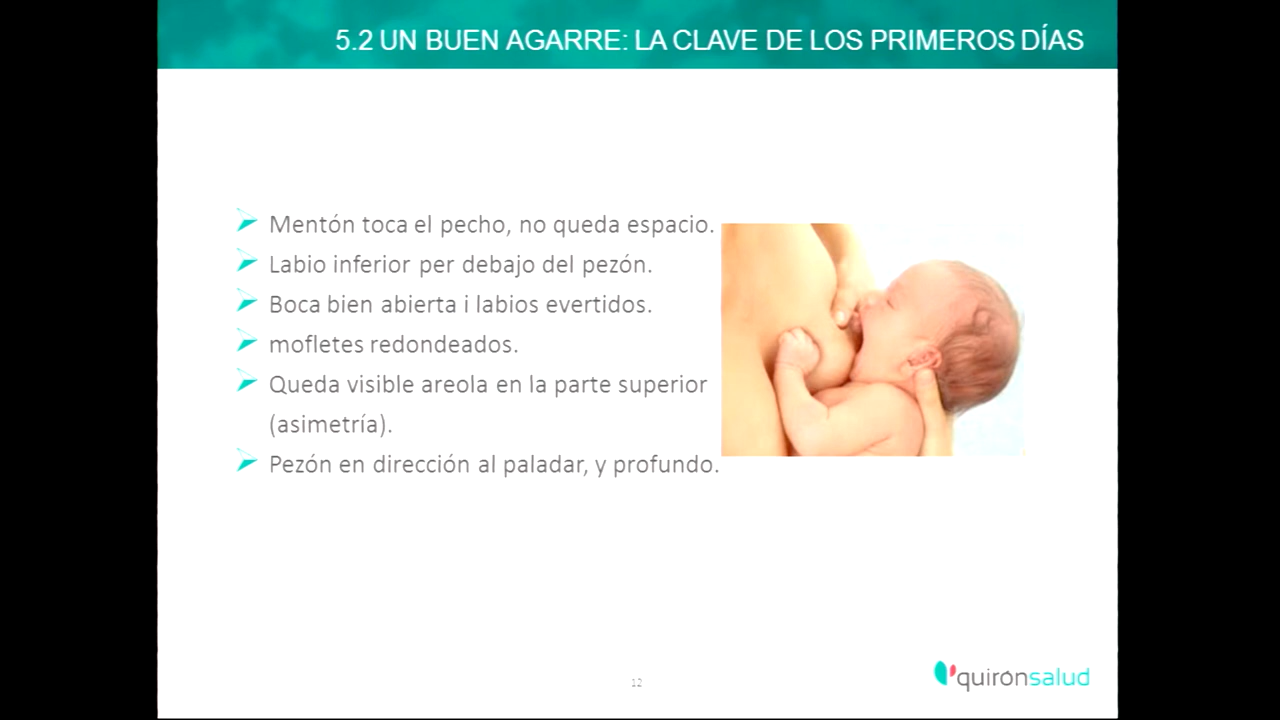 5.2 UN BUEN AGARRE: LA CLAVE DE LOS PRIMEROS DÍAS
Mentón toca el pecho, no queda espacio.
Labio inferior per debajo del pezón.
Boca bien abierta i labios evertidos.
mofletes redondeados.
Queda visible areola en la parte superior
(asimetría).
Pezón en dirección al paladar, y profundo.
12
quirónsalud